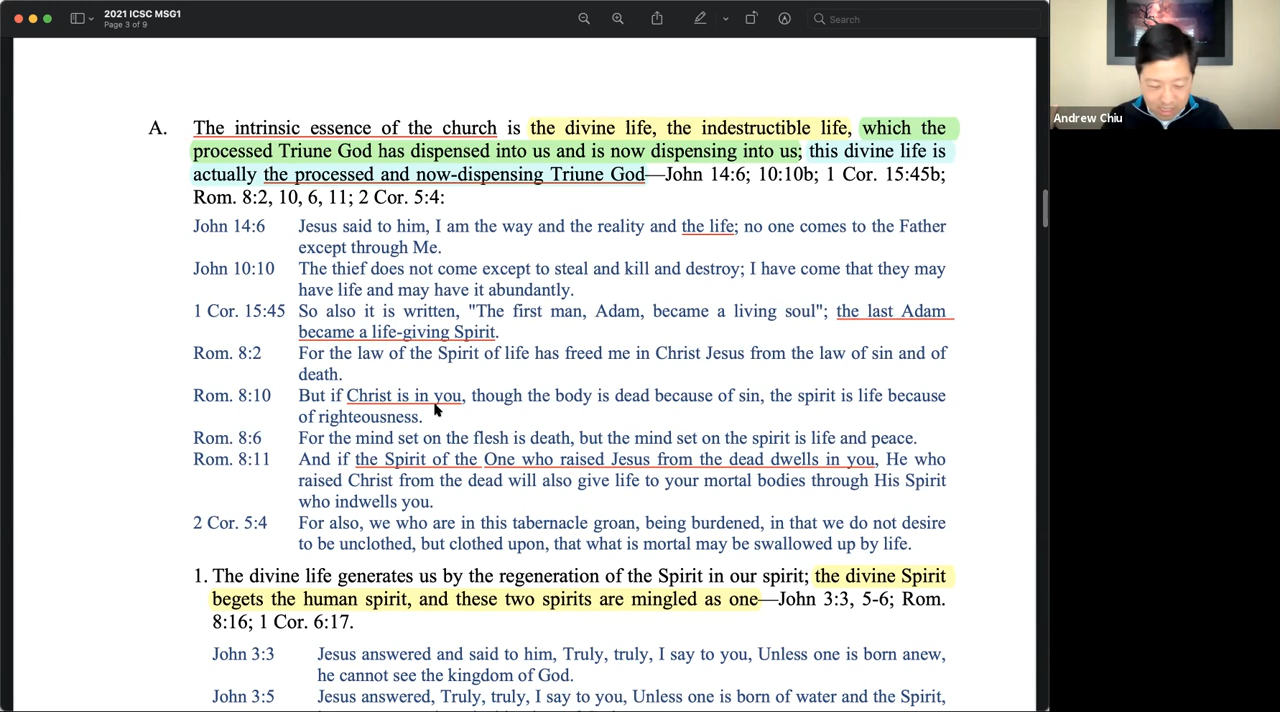 2021 ICSC MSG1
Page 3 of 9
Search
Andrew Chiu
A. The intrinsic essence of the church is the divine life, the indestructible life, which the
processed Triune God has dispensed into us and is now dispensing into us; this divine life is
actually the processed and now-dispensing Triune God—John 14:6; 10:10b; 1 Cor. 15:45b;
Rom. 8:2, 10, 6, 11; 2 Cor. 5:4:
John 14:6 Jesus said to him, I am the way and the reality and the life; no one comes to the Father
except through Me.
John 10:10 The thief does not come except to steal and kill and destroy; I have come that they may
have life and may have it abundantly.
1 Cor. 15:45 So also it is written, "The first man, Adam, became a living soul"; the last Adam
became a life-giving Spirit.
Rom. 8:2 For the law of the Spirit of life has freed me in Christ Jesus from the law of sin and of
death.
Rom. 8:10 But if Christ is in you, though the body is dead because of sin, the spirit is life because
of righteousness.
Rom. 8:6 For the mind set on the flesh is death, but the mind set on the spirit is life and peace.
Rom. 8:11 And if the Spirit of the One who raised Jesus from the dead dwells in you, He who
raised Christ from the dead will also give life to your mortal bodies through His Spirit
who indwells you.
2 Cor. 5:4 For also, we who are in this tabernacle groan, being burdened, in that we do not desire
to be unclothed, but clothed upon, that what is mortal may be swallowed up by life.
1. The divine life generates us by the regeneration of the Spirit in our spirit; the divine Spirit
begets the human spirit, and these two spirits are mingled as one—John 3:3, 5-6; Rom.
8:16; 1 Cor. 6:17.
John 3:3 Jesus answered and said to him, Truly, truly, I say to you, Unless one is born anew,
he cannot see the kingdom of God.
John 3:5 Jesus answered, Truly, truly, I say to you, Unless one is born of water and the Spirit,